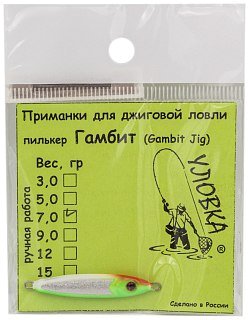 Приманки для джиговой ловли
пилькер Гамбит (Gambit Jig)
Вес, гр
ручная работа
3,0
5,0
7,0
9,0
12
15
УЛОВКА ®
Сделано в России